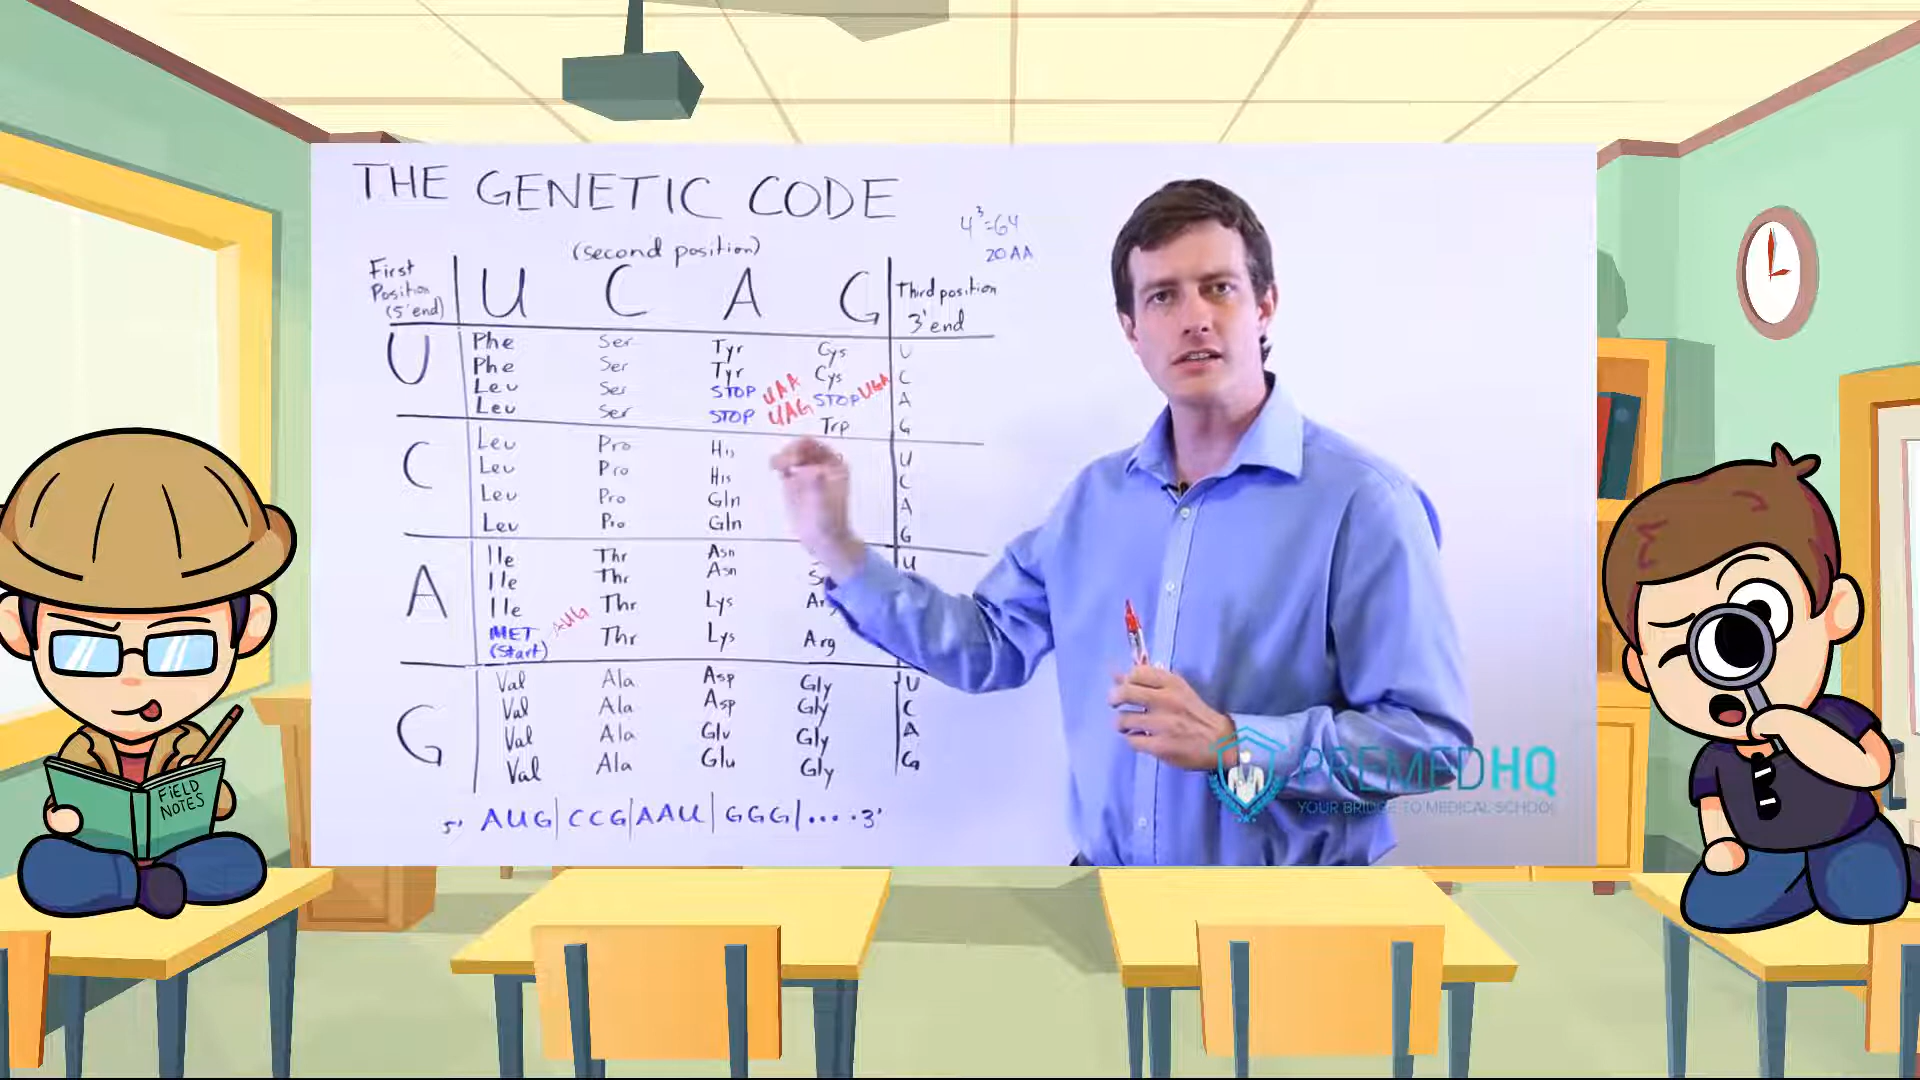 THE GENETIC CODE
4³=64
20 AA
(second position)
First Position (5' end) U C A G Third position 3' end
U Phe Ser Tyr Cys U
Phe Ser Tyr Cys C
Leu Ser STOP UAA STOP UGA A
Leu Ser STOP UAG Trp G
C Leu Pro His U
Leu Pro His C
Leu Pro Gln A
Leu Pro Gln G
A Ile Thr Asn U
Ile Thr Asn
Ile Thr Lys
MET (Start) AUG Thr Lys Arg
G Val Ala Asp Gly U
Val Ala Asp Gly C
Val Ala Glu Gly A
Val Ala Glu Gly G
5' AUG|CCG|AAU|GGG|....3'
PREMEDHQ
YOUR BRIDGE TO MEDICAL SCHOOL
FIELD
NOTES